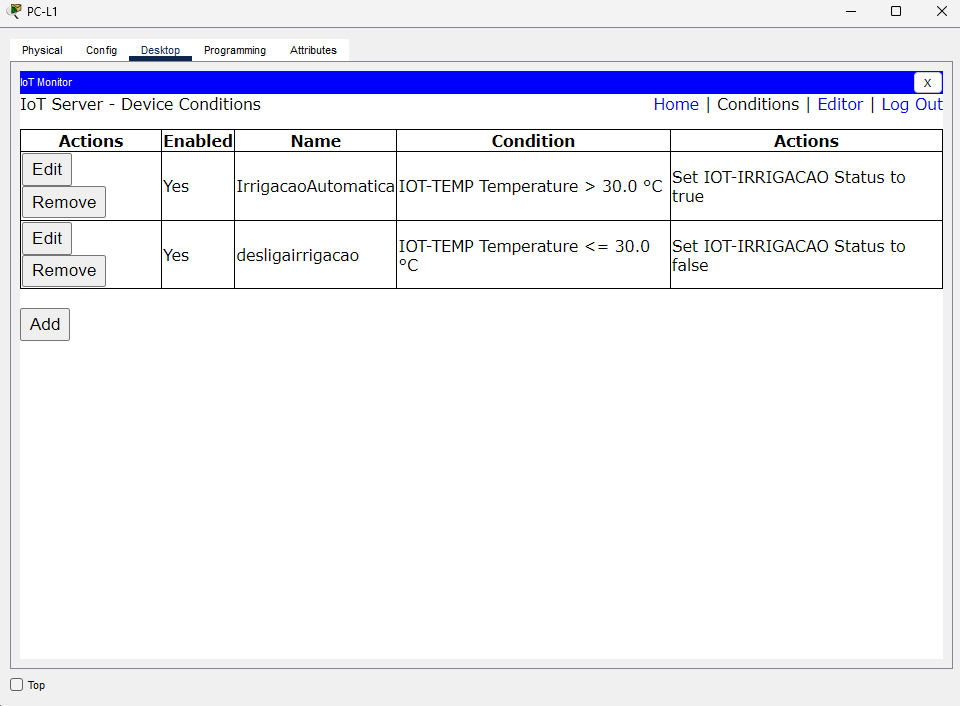 PC-L1
Physical Config Desktop Programming Attributes
IoT Monitor X
IoT Server - Device Conditions Home | Conditions | Editor | Log Out
Actions Enabled Name Condition Actions
Edit
Remove
Yes
IrrigacaoAutomatica
IOT-TEMP Temperature > 30.0 °C
Set IOT-IRRIGACAO Status to
true
Edit
Remove
Yes
desligairrigacao
IOT-TEMP Temperature <= 30.0
°C
Set IOT-IRRIGACAO Status to
false
Add
Top